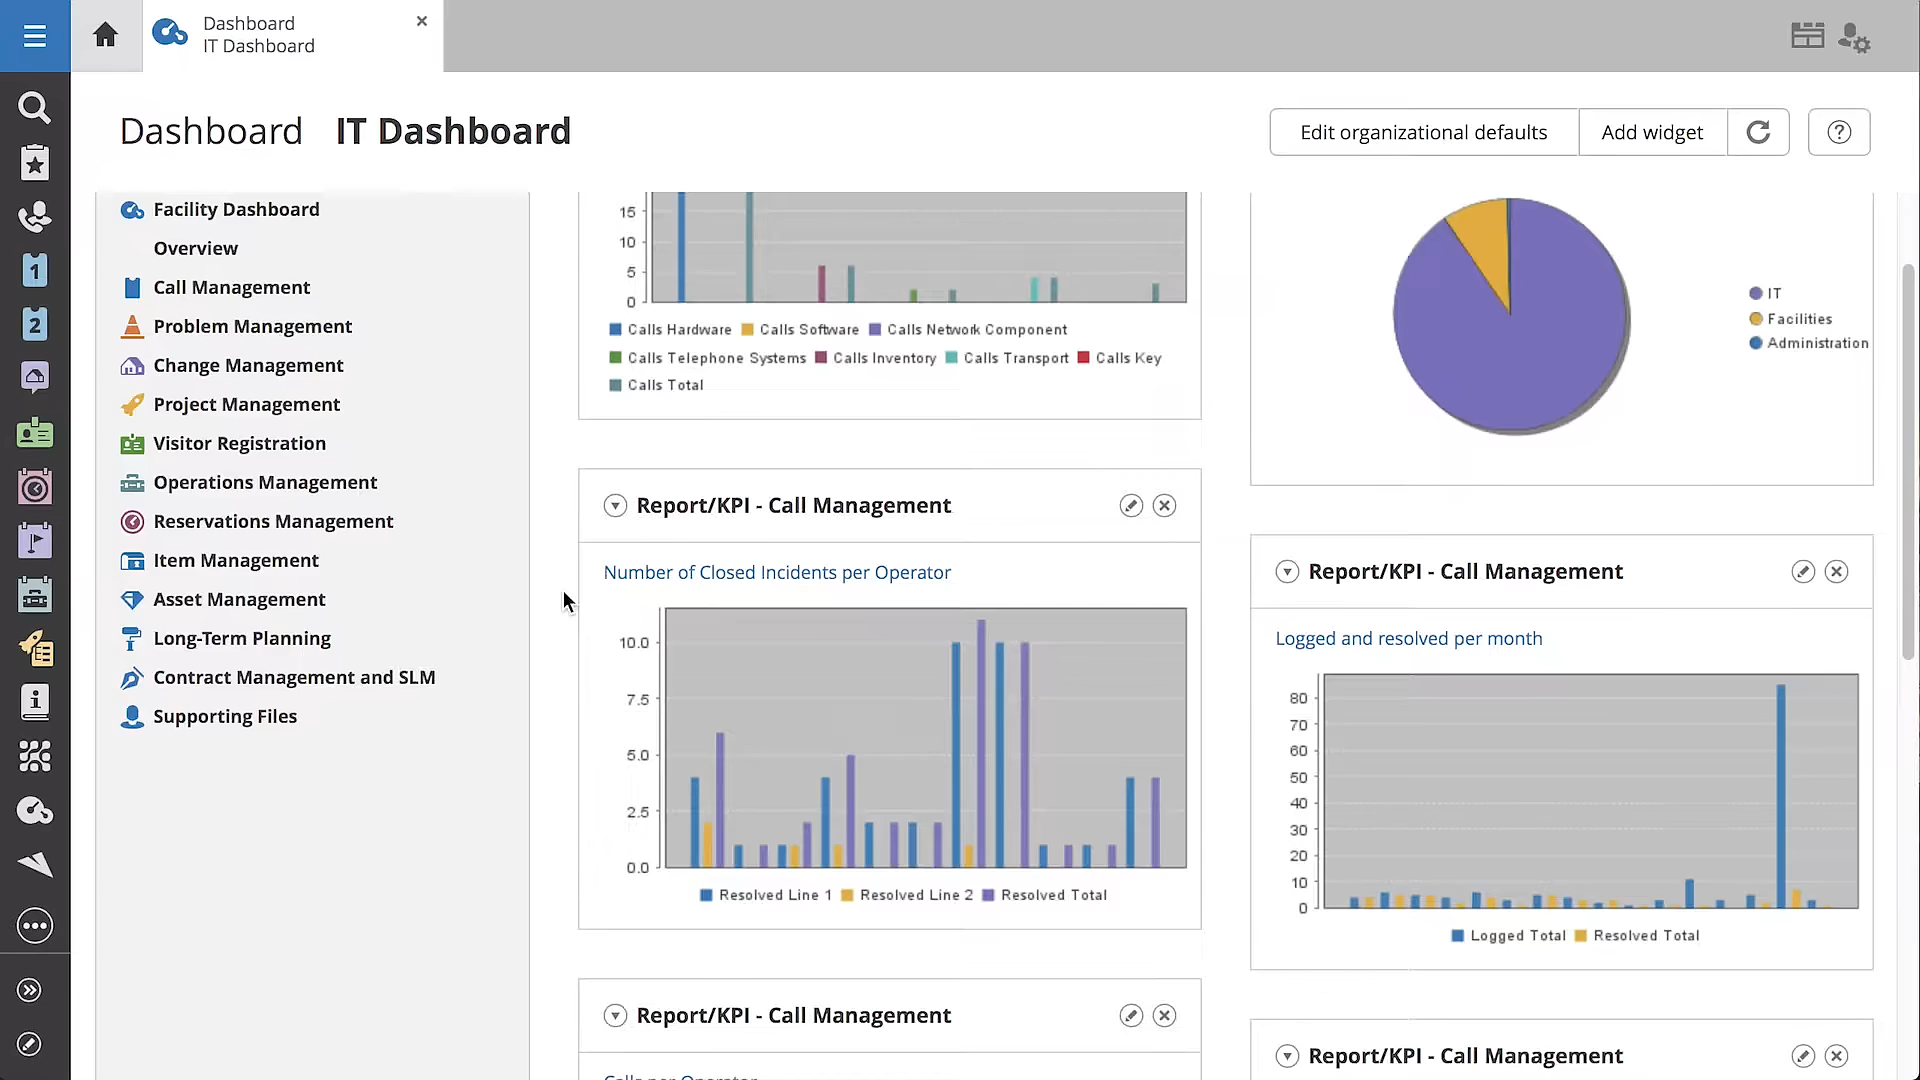 Dashboard
IT Dashboard
Dashboard IT Dashboard
Edit organizational defaults
Add widget
1
2
Facility Dashboard
Overview
Call Management
Problem Management
Change Management
Project Management
Visitor Registration
Operations Management
Reservations Management
Item Management
Asset Management
Long-Term Planning
Contract Management and SLM
Supporting Files
15
10
5
0
Calls Hardware Calls Software Calls Network Component
Calls Telephone Systems Calls Inventory Calls Transport Calls Key
Calls Total
Report/KPI - Call Management
Number of Closed Incidents per Operator
10.0
7.5
5.0
2.5
0.0
Resolved Line 1 Resolved Line 2 Resolved Total
Report/KPI - Call Management
Calls per Operator
IT
Facilities
Administration
Report/KPI - Call Management
Logged and resolved per month
80
70
60
50
40
30
20
10
0
Logged Total Resolved Total
Report/KPI - Call Management